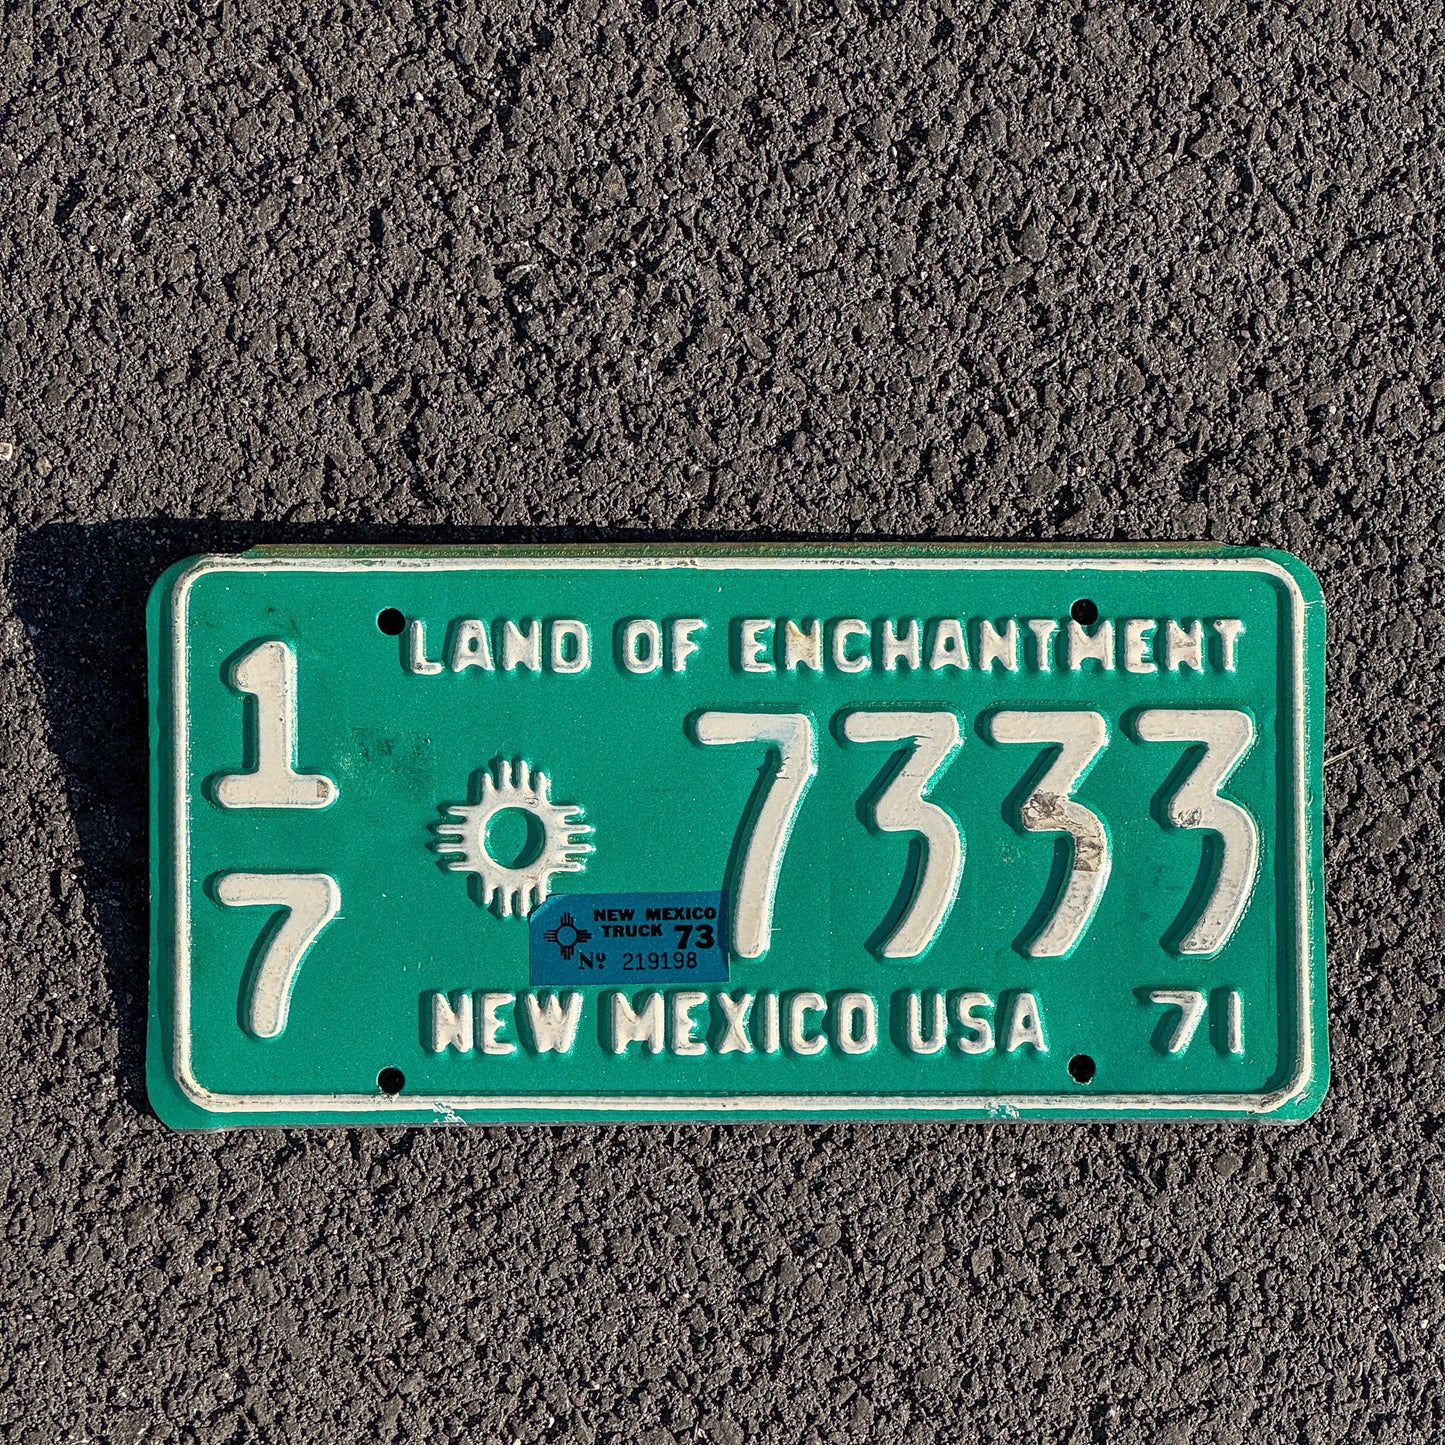 LAND OF ENCHANTMENT
1
7
7333
NEW MEXICO
TRUCK 73
Nº 219198
NEW MEXICO USA 71